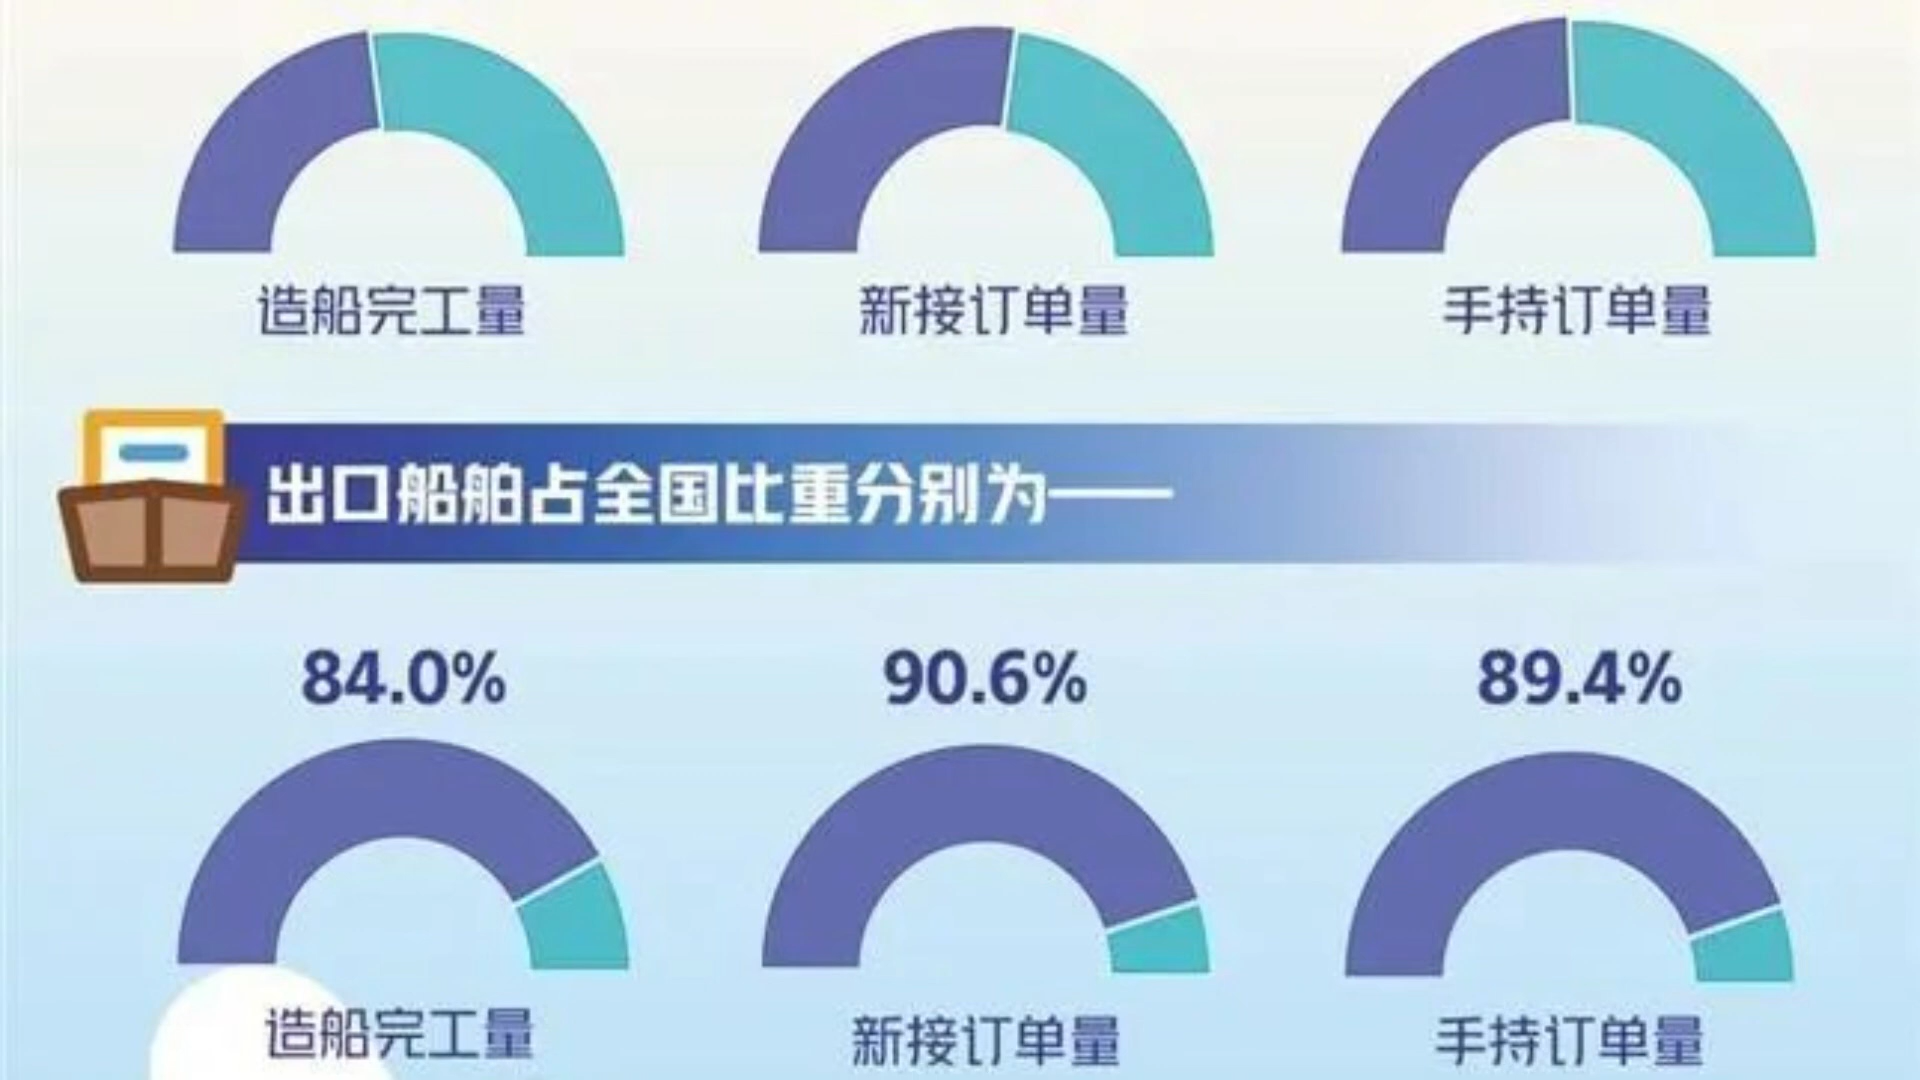 造船完工量 新接订单量 手持订单量
出口船舶占全国比重分别为——
84.0% 90.6% 89.4%
造船完工量 新接订单量 手持订单量